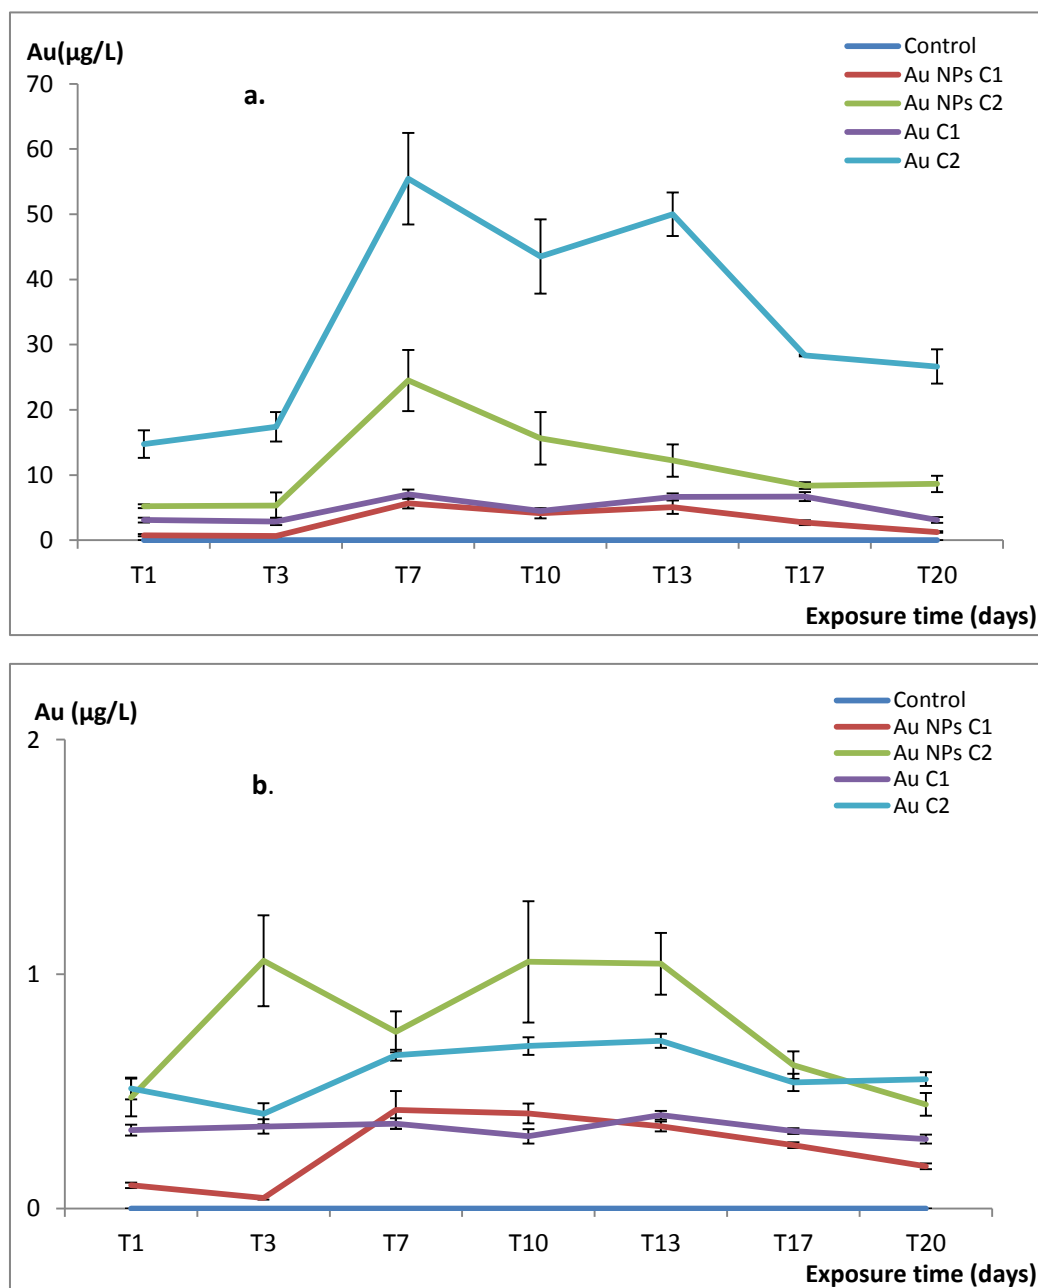 Au(µg/L)
a.
Control
Au NPs C1
Au NPs C2
Au C1
Au C2
70
60
50
40
30
20
10
0
T1 T3 T7 T10 T13 T17 T20
Exposure time (days)
Au (µg/L)
b.
Control
Au NPs C1
Au NPs C2
Au C1
Au C2
2
1
0
T1 T3 T7 T10 T13 T17 T20
Exposure time (days)